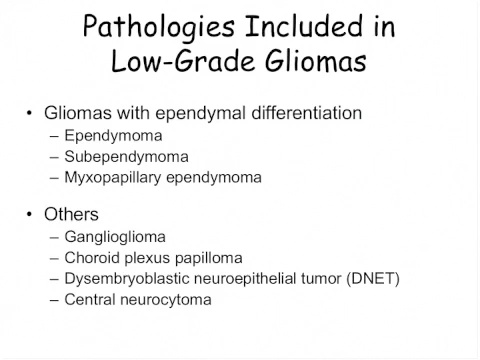 Pathologies Included in
Low-Grade Gliomas
• Gliomas with ependymal differentiation
– Ependymoma
– Subependymoma
– Myxopapillary ependymoma
• Others
– Ganglioglioma
– Choroid plexus papilloma
– Dysembryoblastic neuroepithelial tumor (DNET)
– Central neurocytoma